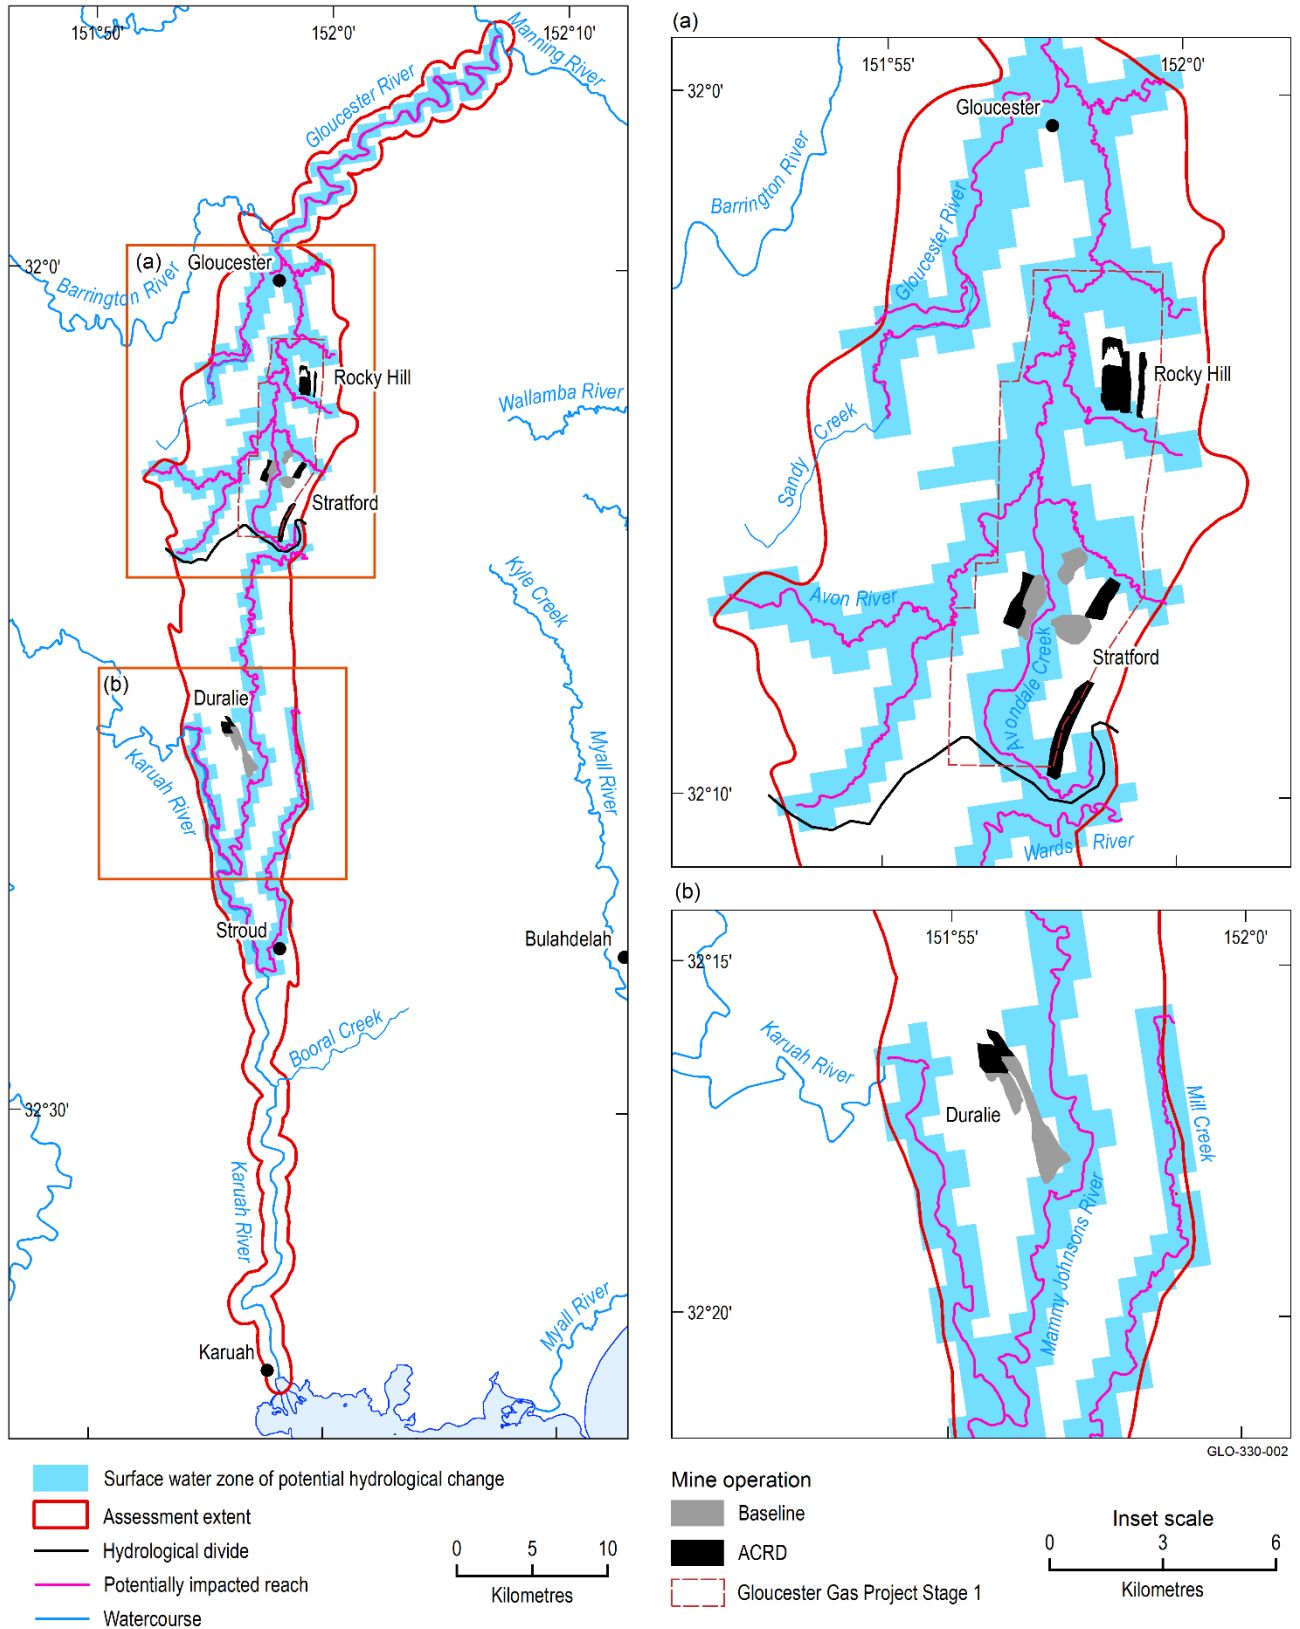 151°50'
152°0'
152°10'
Manning River
Gloucester River
32°0'
(a)
Gloucester
Barrington River
Rocky Hill
Wallamba River
Stratford
Kyle Creek
(b)
Duralie
Karuah River
Myall River
Stroud
Bulahdelah
Booral Creek
32°30'
Karuah River
Myall River
Karuah
(a)
151°55'
152°0'
32°0'
Gloucester
Barrington River
Gloucester River
Rocky Hill
Sandy Creek
Avon River
Avondale Creek
Stratford
32°10'
Wards River
(b)
151°55'
152°0'
32°15'
Karuah River
Duralie
Mill Creek
Mammy Johnsons River
32°20'
GLO-330-002
Surface water zone of potential hydrological change
Assessment extent
Hydrological divide
Potentially impacted reach
Watercourse
0 5 10
Kilometres
Mine operation
Baseline
ACRD
Gloucester Gas Project Stage 1
Inset scale
0 3 6
Kilometres